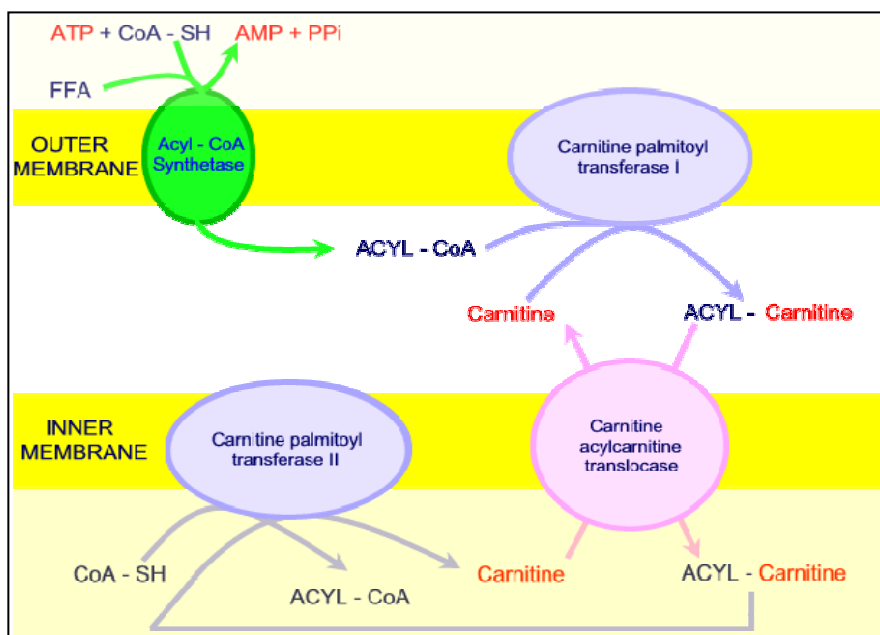 ATP + CoA - SH AMP + PPi
FFA
OUTER
MEMBRANE
Acyl - CoA
Synthetase
Carnitine palmitoyl
transferase I
ACYL - CoA
Carnitina
ACYL - Carnitine
INNER
MEMBRANE
Carnitine palmitoyl
transferase II
Carnitine
acylcarnitine
translocase
CoA - SH
ACYL - CoA
Carnitine
ACYL - Carnitine